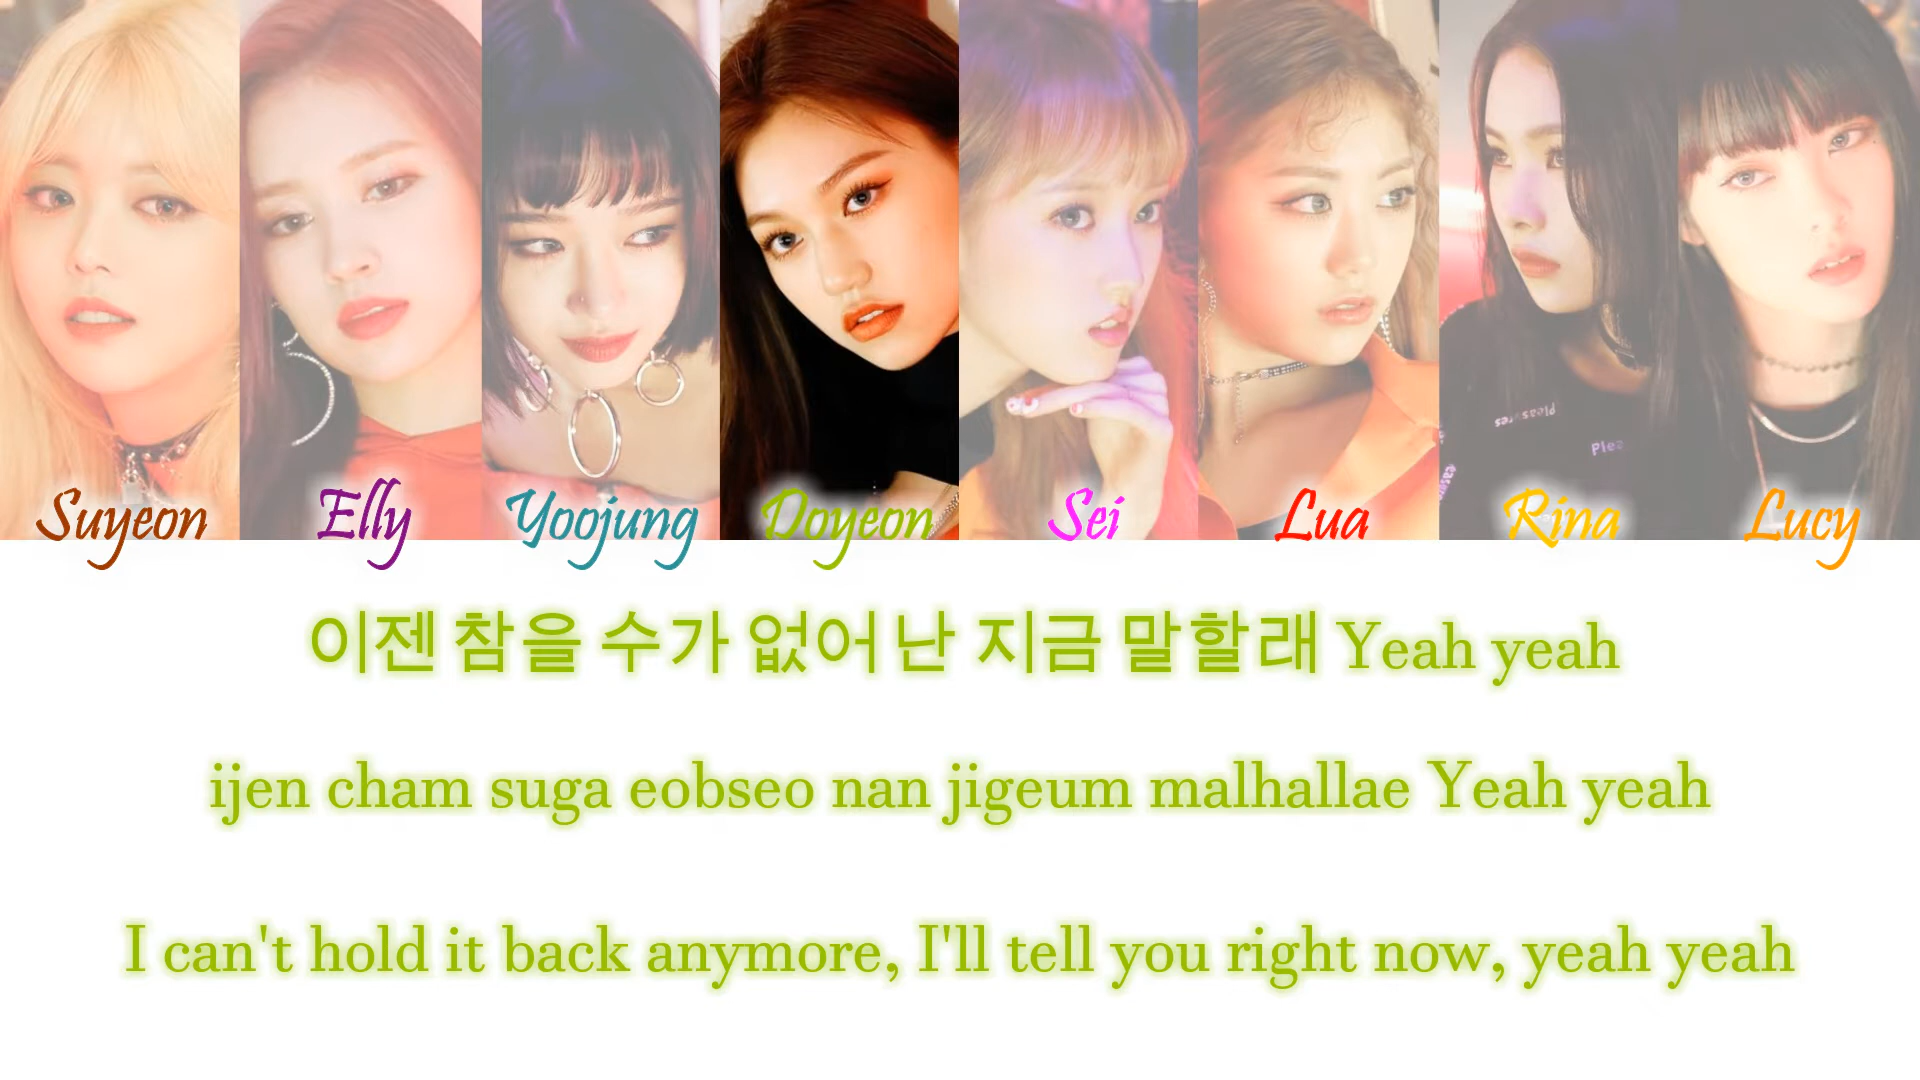 Suyeon Elly Yoojung Doyeon Sei Lua Rina Lucy
pleasures
Plea
이젠 참을 수가 없어 난 지금 말할래 Yeah yeah
ijen cham suga eobseo nan jigeum malhallae Yeah yeah
I can't hold it back anymore, I'll tell you right now, yeah yeah